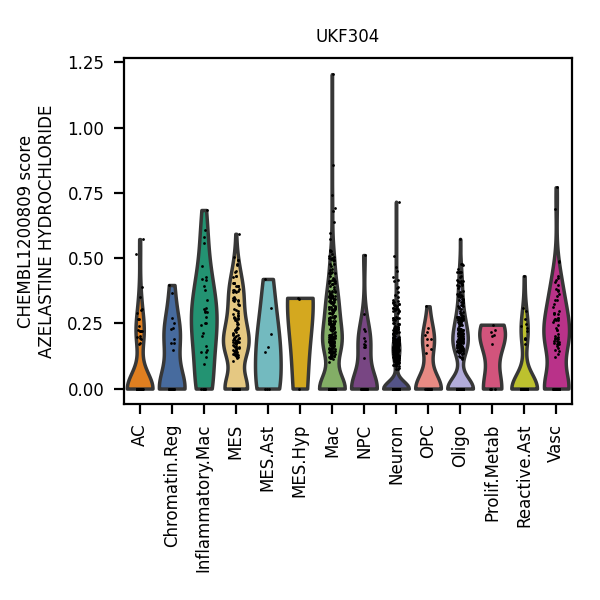 UKF304
CHEMBL1200809 score
AZELASTINE HYDROCHLORIDE
1.25
1.00
0.75
0.50
0.25
0.00
AC
Chromatin.Reg
Inflammatory.Mac
MES
MES.Ast
MES.Hyp
Mac
NPC
Neuron
OPC
Oligo
Prolif.Metab
Reactive.Ast
Vasc